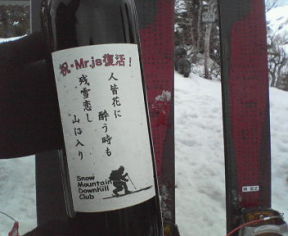 祝・Mr.js復活!
人皆花に
酔う時も
残雪恋し
山に入り
Snow
Mountain
Downhill
Club